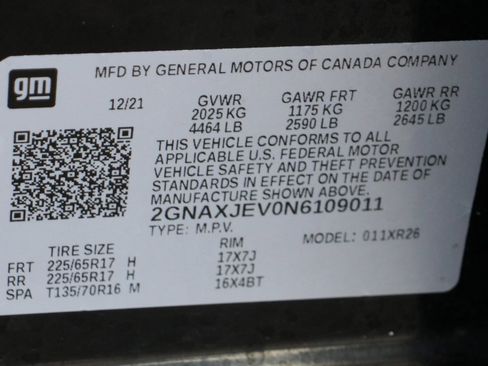 gm
MFD BY GENERAL MOTORS OF CANADA COMPANY
12/21 GVWR GAWR FRT GAWR RR
2025 KG 1175 KG 1200 KG
4464 LB 2590 LB 2645 LB
THIS VEHICLE CONFORMS TO ALL
APPLICABLE U.S. FEDERAL MOTOR
VEHICLE SAFETY AND THEFT PREVENTION
STANDARDS IN EFFECT ON THE DATE OF
MANUFACTURE SHOWN ABOVE.
2GNAXJEV0N6109011
TYPE: M.P.V. MODEL: 011XR26
TIRE SIZE RIM
FRT 225/65R17 H 17X7J
RR 225/65R17 H 17X7J
SPA T135/70R16 M 16X4BT